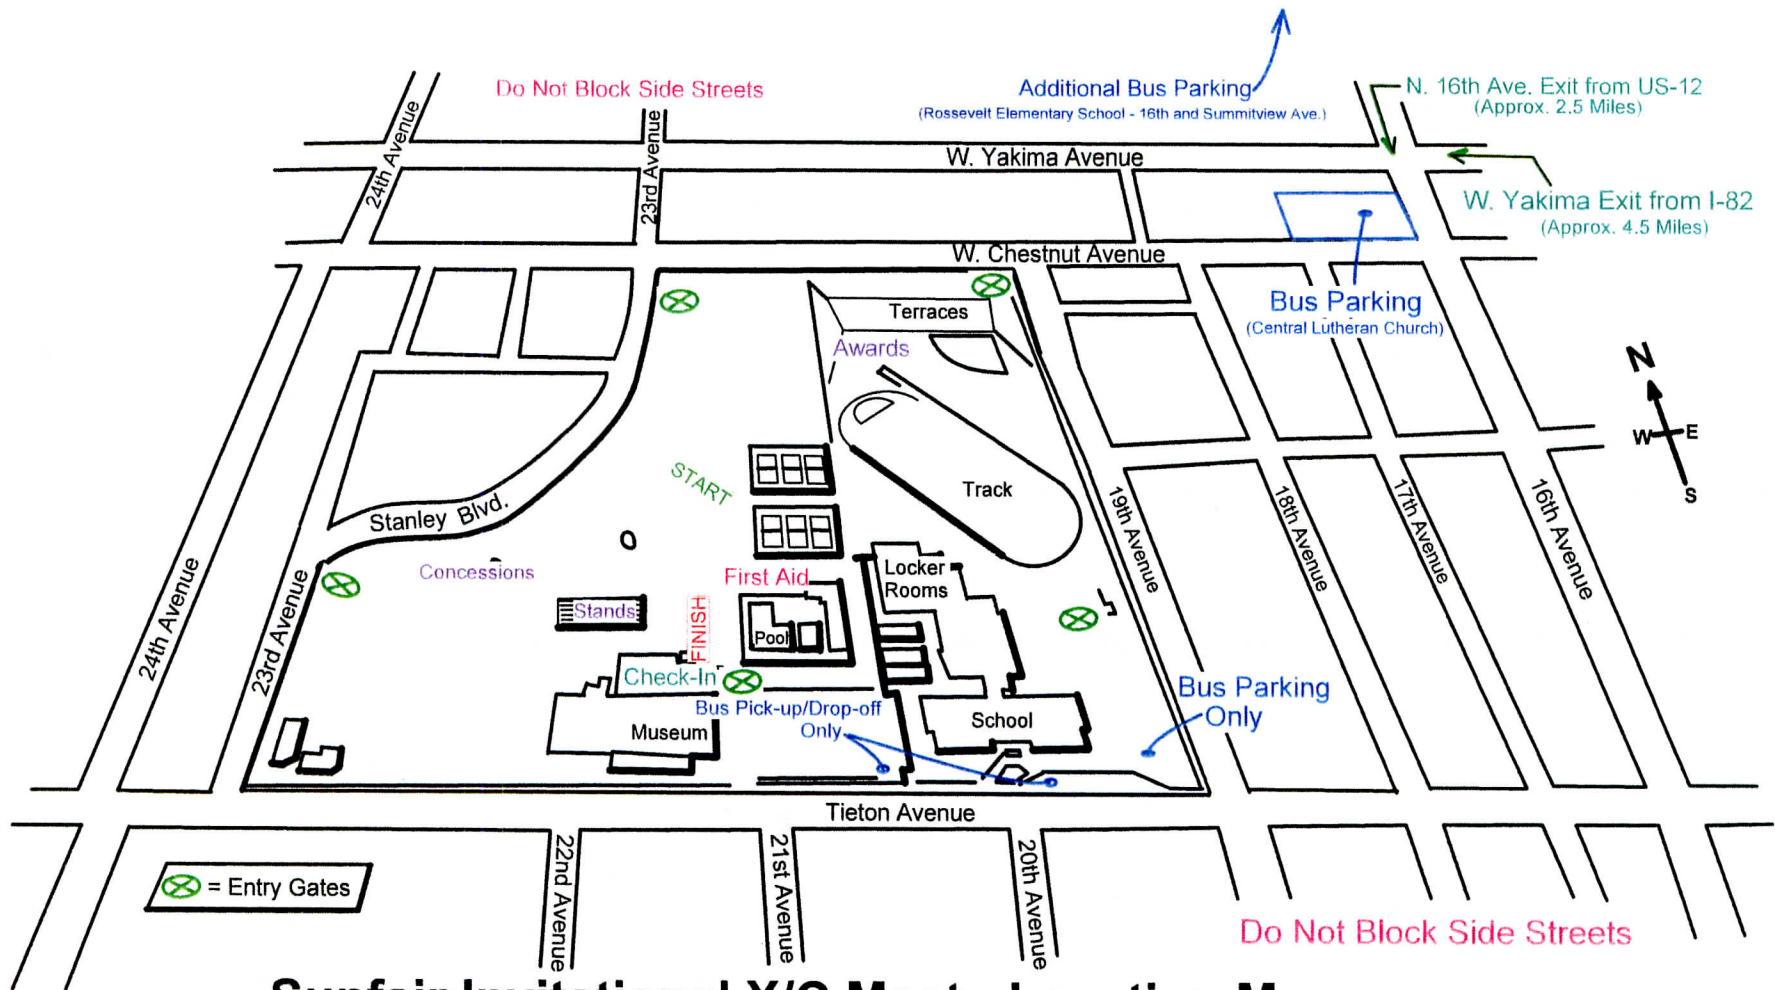 Do Not Block Side Streets
Additional Bus Parking
(Rossevelt Elementary School - 16th and Summitview Ave.)
N. 16th Ave. Exit from US-12
(Approx. 2.5 Miles)
24th Avenue
23rd Avenue
W. Yakima Avenue
W. Yakima Exit from I-82
(Approx. 4.5 Miles)
W. Chestnut Avenue
Bus Parking
(Central Lutheran Church)
Terraces
Awards
N
W
E
S
START
Track
Stanley Blvd.
19th Avenue
18th Avenue
17th Avenue
16th Avenue
Concessions
First Aid
Locker
Rooms
24th Avenue
23rd Avenue
Stands
FINISH
Pool
Check-In
Bus Pick-up/Drop-off
Only
Museum
School
Bus Parking
Only
Tieton Avenue
22nd Avenue
21st Avenue
20th Avenue
= Entry Gates
Do Not Block Side Streets
Sunfair Invitational X/C Meet